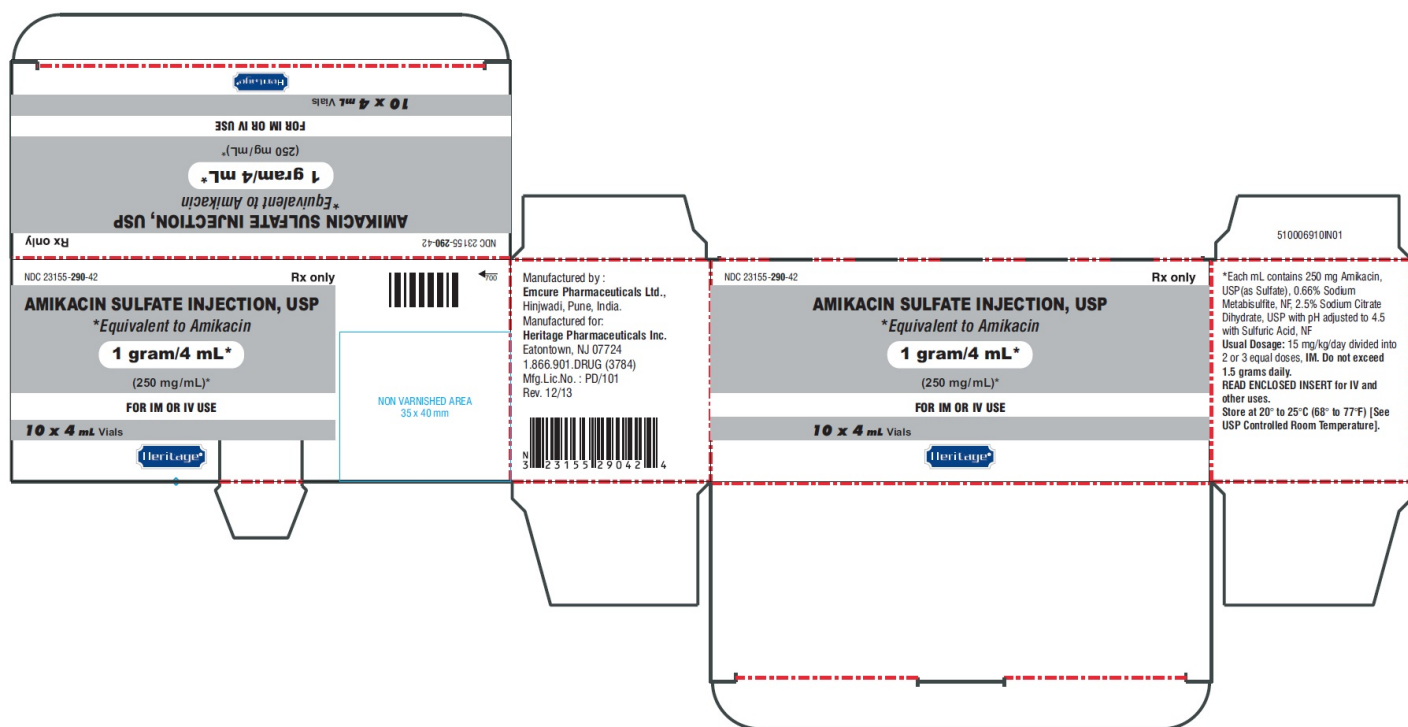 Heritage®
10 x 4 mL Vials
FOR IM OR IV USE
(250 mg/mL)*
1 gram/4 mL*
*Equivalent to Amikacin
AMIKACIN SULFATE INJECTION, USP
NDC 23155-290-42 Rx only
NDC 23155-290-42 Rx only
AMIKACIN SULFATE INJECTION, USP
*Equivalent to Amikacin
1 gram/4 mL*
(250 mg/mL)*
FOR IM OR IV USE
10 x 4 mL Vials
Heritage®
NON VARNISHED AREA
35 x 40 mm
Manufactured by :
Emcure Pharmaceuticals Ltd.,
Hinjwadi, Pune, India.
Manufactured for:
Heritage Pharmaceuticals Inc.
Eatontown, NJ 07724
1.866.901.DRUG (3784)
Mfg.Lic.No. : PD/101
Rev. 12/13
N
3 23155 29042 4
NDC 23155-290-42 Rx only
AMIKACIN SULFATE INJECTION, USP
*Equivalent to Amikacin
1 gram/4 mL*
(250 mg/mL)*
FOR IM OR IV USE
10 x 4 mL Vials
Heritage®
510006910IN01
*Each mL contains 250 mg Amikacin,
USP(as Sulfate), 0.66% Sodium
Metabisulfite, NF, 2.5% Sodium Citrate
Dihydrate, USP with pH adjusted to 4.5
with Sulfuric Acid, NF
Usual Dosage: 15 mg/kg/day divided into
2 or 3 equal doses, IM. Do not exceed
1.5 grams daily.
READ ENCLOSED INSERT for IV and
other uses.
Store at 20° to 25°C (68° to 77°F) [See
USP Controlled Room Temperature].